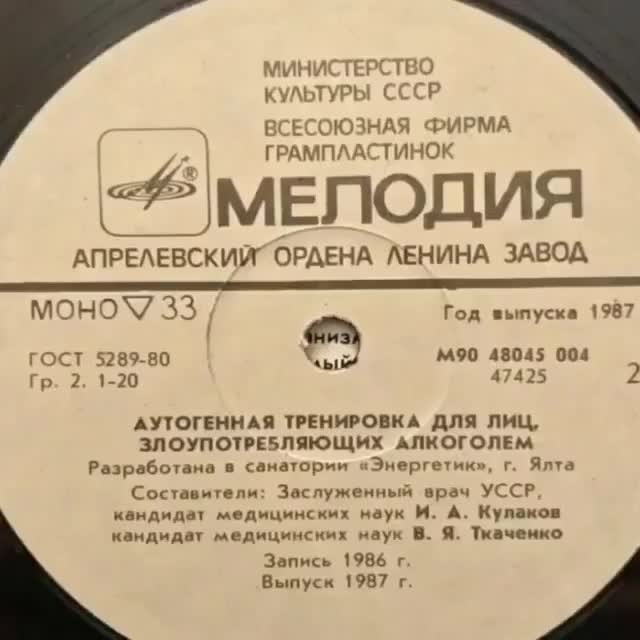 МИНИСТЕРСТВО
КУЛЬТУРЫ СССР
ВСЕСОЮЗНАЯ ФИРМА
ГРАМПЛАСТИНОК
®
МЕЛОДИЯ
АПРЕЛЕВСКИЙ ОРДЕНА ЛЕНИНА ЗАВОД
МОНО ▽ 33
Год выпуска 1987
ГОСТ 5289-80
Гр. 2. 1-20
М90 48045 004
47425
2
АУТОГЕННАЯ ТРЕНИРОВКА ДЛЯ ЛИЦ,
ЗЛОУПОТРЕБЛЯЮЩИХ АЛКОГОЛЕМ
Разработана в санатории «Энергетик», г. Ялта
Составители: Заслуженный врач УССР,
кандидат медицинских наук И. А. Кулаков
кандидат медицинских наук В. Я. Ткаченко
Запись 1986 г.
Выпуск 1987 г.